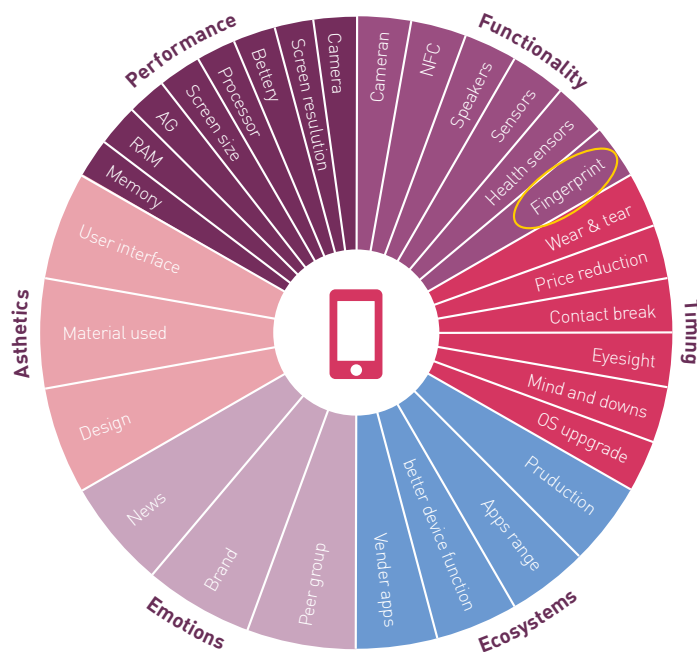 Performance
Memory
RAM
AG
Screen size
Processor
Bettery
Screen resulution
Camera
Functionality
Cameran
NFC
Speakers
Sensors
Health sensors
Fingerprint
Timing
Wear & tear
Price reduction
Contact break
Eyesight
Mind and downs
OS uppgrade
Ecosystems
Pruduction
Apps range
better device function
Vender apps
Emotions
Peer group
Brand
News
Asthetics
Design
Material used
User interface